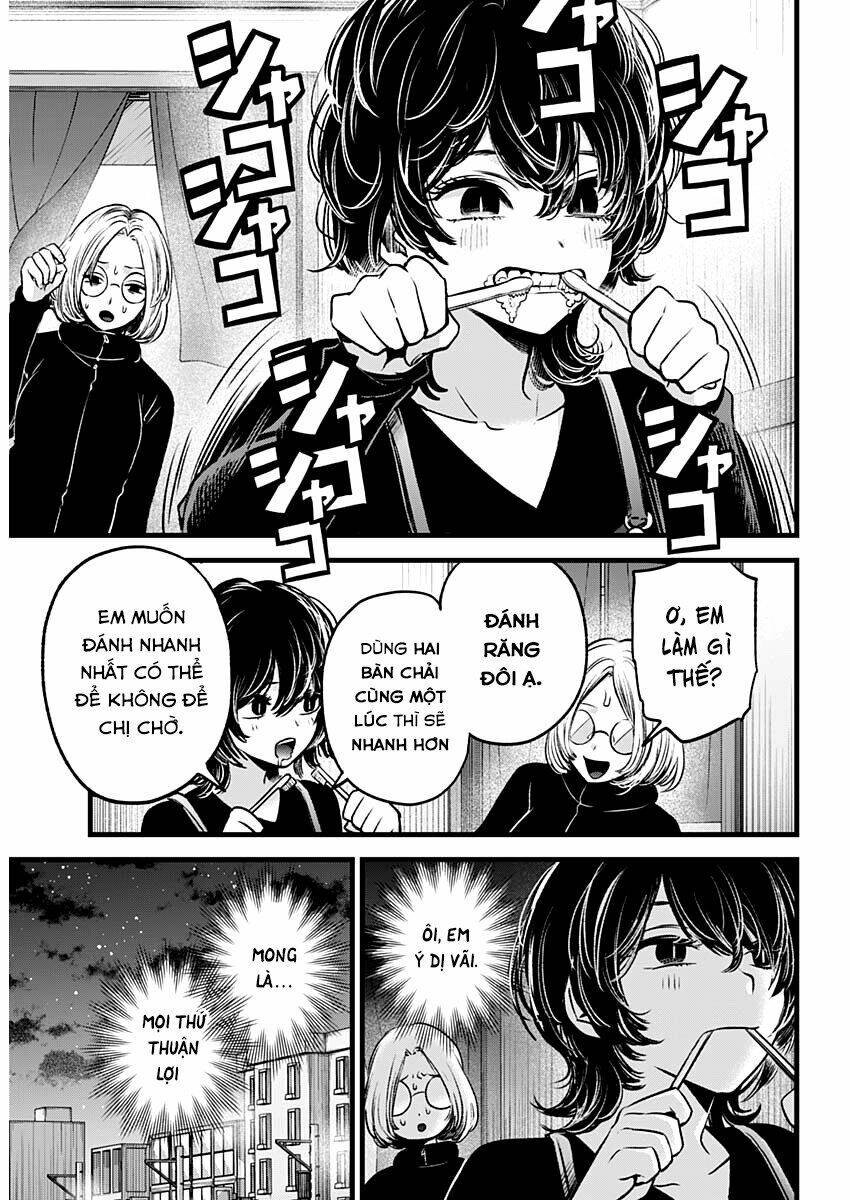 シャコ
シャコ
シャコ
シャコ
シャコ
シャコ
シャコ
シャコ
Ơ, EM
LÀM GÌ
THẾ?
ĐÁNH
RĂNG
ĐÔI Ạ.
DÙNG HAI
BÀN CHẢI
CÙNG MỘT
LÚC THÌ SẼ
NHANH HƠN
EM MUỐN
ĐÁNH NHANH
NHẤT CÓ THỂ
ĐỂ KHÔNG ĐỂ
CHỊ CHỜ.
ÔI, EM
Ý DỊ VÃI.
MONG
LÀ...
MỌI THỨ
THUẬN LỢI